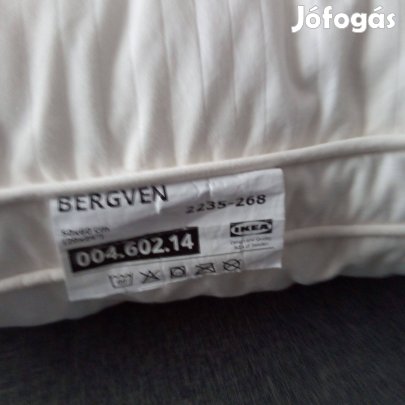 Jófogás
BERGVEN
2235-268
004.602.14
IKEA